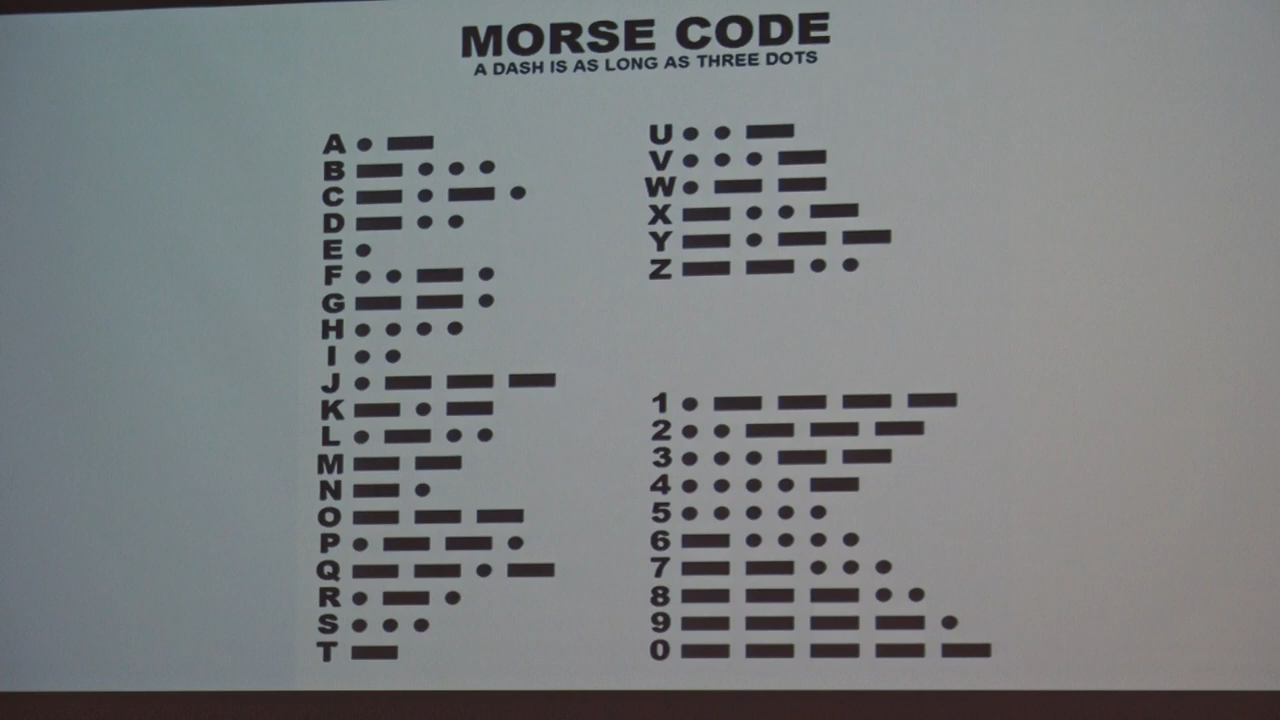 MORSE CODE
A DASH IS AS LONG AS THREE DOTS
A • ▬
B ▬ • • •
C ▬ • ▬ •
D ▬ • •
E •
F • • ▬ •
G ▬ ▬ •
H • • • •
I • •
J • ▬ ▬ ▬
K ▬ • ▬
L • ▬ • •
M ▬ ▬
N ▬ •
O ▬ ▬ ▬
P • ▬ ▬ •
Q ▬ ▬ • ▬
R • ▬ •
S • • •
T ▬
U • • ▬
V • • • ▬
W • ▬ ▬
X ▬ • • ▬
Y ▬ • ▬ ▬
Z ▬ ▬ • •
1 • ▬ ▬ ▬ ▬
2 • • ▬ ▬ ▬
3 • • • ▬ ▬
4 • • • • ▬
5 • • • • •
6 ▬ • • • •
7 ▬ ▬ • • •
8 ▬ ▬ ▬ • •
9 ▬ ▬ ▬ ▬ •
0 ▬ ▬ ▬ ▬ ▬